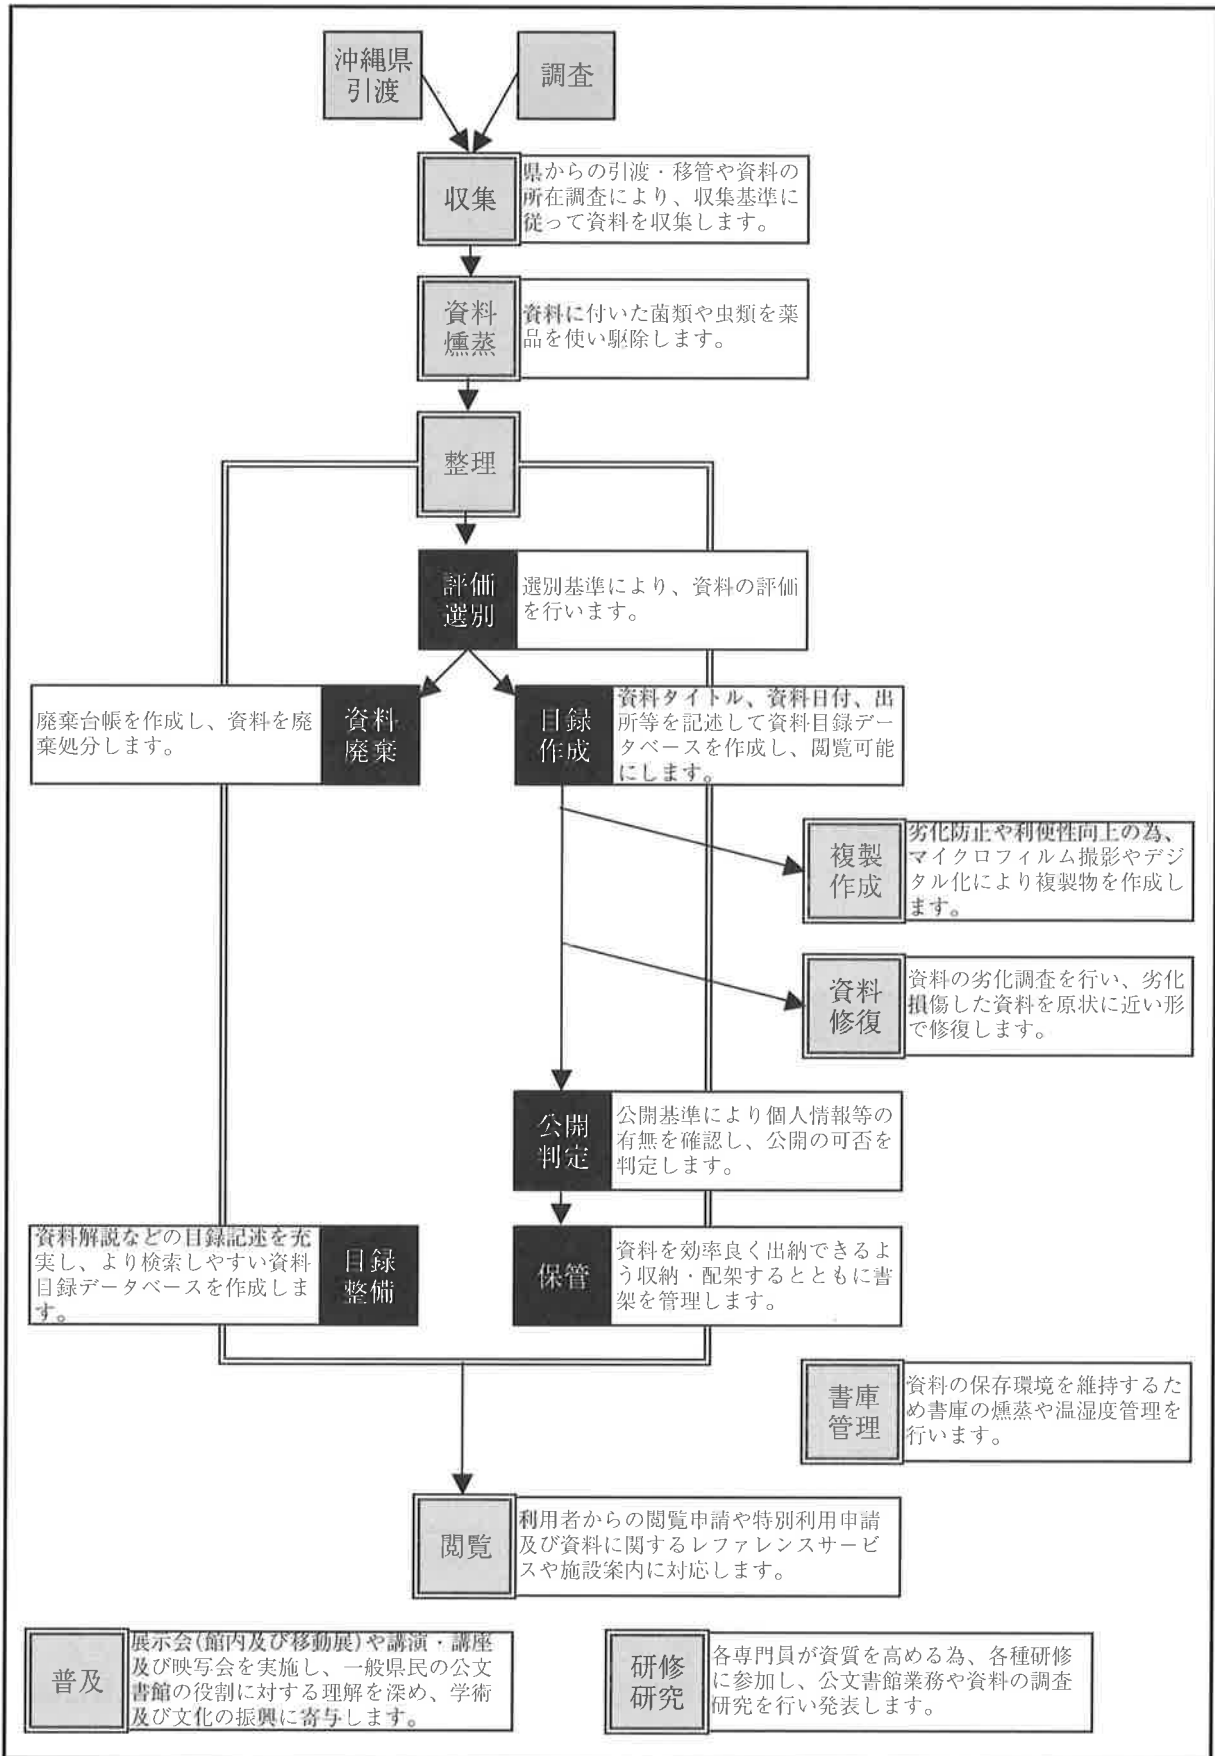 沖縄県
引渡
調査
収集
県からの引渡・移管や資料の
所在調査により、収集基準に
従って資料を収集します。
資料
燻蒸
資料に付いた菌類や虫類を薬
品を使い駆除します。
整理
評価
選別
選別基準により、資料の評価
を行います。
廃棄台帳を作成し、資料を廃
棄処分します。
資料
廃棄
目録
作成
資料タイトル、資料日付、出
所等を記述して資料目録デー
タベースを作成し、閲覧可能
にします。
複製
作成
劣化防止や利便性向上の為、
マイクロフィルム撮影やデジ
タル化により複製物を作成し
ます。
資料
修復
資料の劣化調査を行い、劣化
損傷した資料を原状に近い形
で修復します。
公開
判定
公開基準により個人情報等の
有無を確認し、公開の可否を
判定します。
資料解説などの目録記述を充
実し、より検索しやすい資料
目録データベースを作成しま
す。
目録
整備
保管
資料を効率良く出納できるよ
う収納・配架するとともに書
架を管理します。
書庫
管理
資料の保存環境を維持するた
め書庫の燻蒸や温湿度管理を
行います。
閲覧
利用者からの閲覧申請や特別利用申請
及び資料に関するレファレンスサービ
スや施設案内に対応します。
普及
展示会(館内及び移動展)や講演・講座
及び映写会を実施し、一般県民の公文
書館の役割に対する理解を深め、学術
及び文化の振興に寄与します。
研修
研究
各専門員が資質を高める為、各種研修
に参加し、公文書館業務や資料の調査
研究を行い発表します。